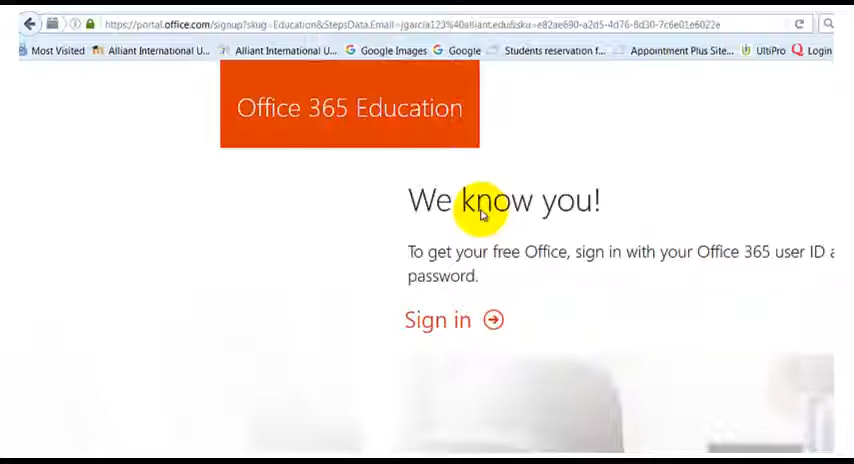 https://portal.office.com/signup?skug=Education&StepsData.Email=jgarcia123%40alliant.edu&sku=e82ae690-a2d5-4d76-8d30-7c6e01e6022e
Most Visited Alliant International U... Alliant International U... Google Images Google Students reservation f... Appointment Plus Site... UltiPro Login
Office 365 Education
We know you!
To get your free Office, sign in with your Office 365 user ID a
password.
Sign in